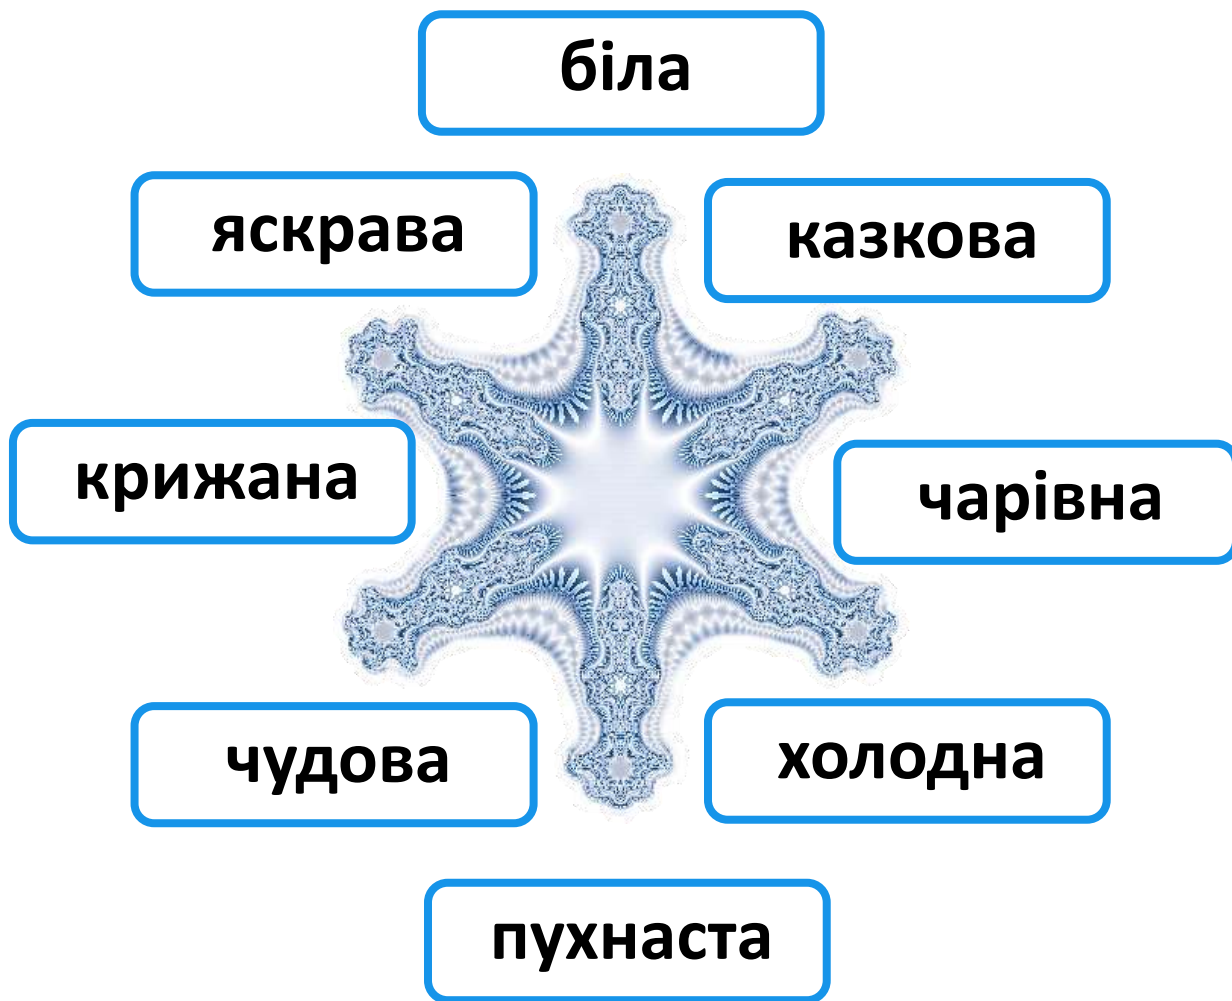 біла
яскрава
казкова
крижана
чарівна
чудова
холодна
пухнаста